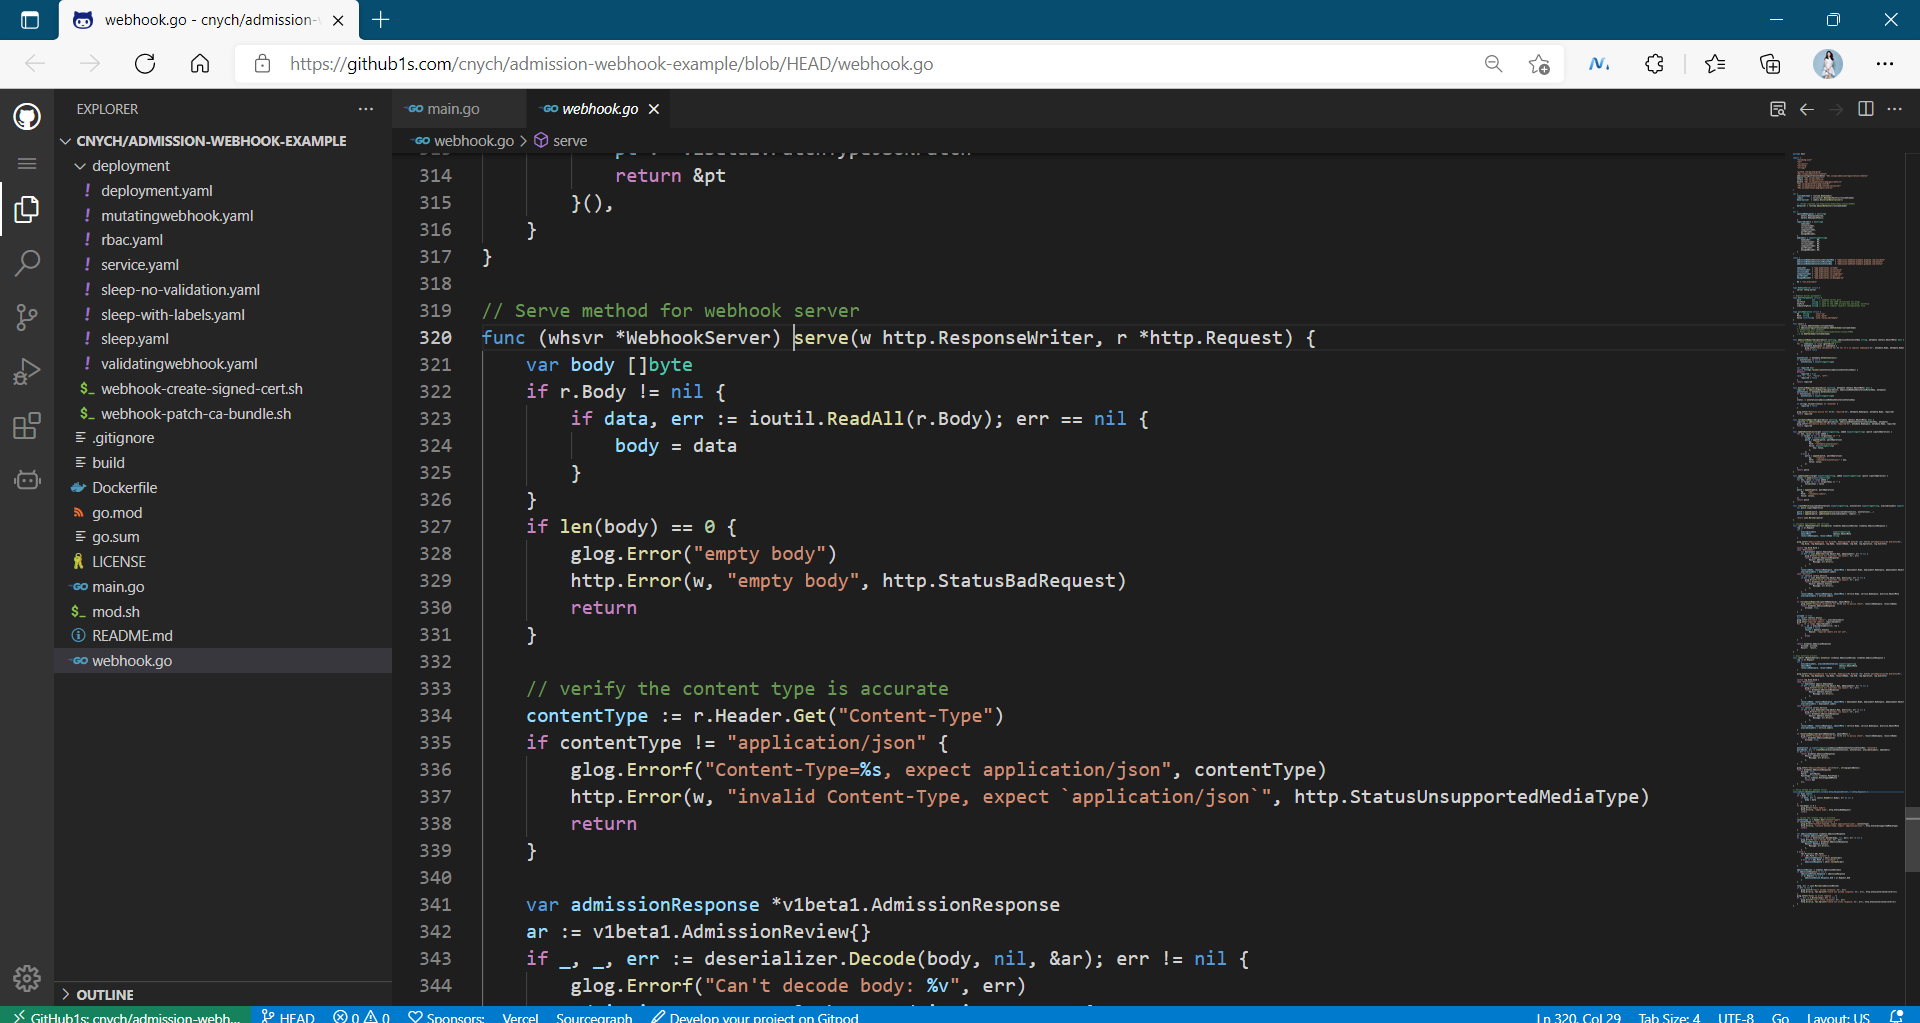 webhook.go - cnych/admission-
https://github1s.com/cnych/admission-webhook-example/blob/HEAD/webhook.go
EXPLORER
CNYCH/ADMISSION-WEBHOOK-EXAMPLE
deployment
! deployment.yaml
! mutatingwebhook.yaml
! rbac.yaml
! service.yaml
! sleep-no-validation.yaml
! sleep-with-labels.yaml
! sleep.yaml
! validatingwebhook.yaml
$_ webhook-create-signed-cert.sh
$_ webhook-patch-ca-bundle.sh
.gitignore
build
Dockerfile
go.mod
go.sum
LICENSE
GO main.go
$_ mod.sh
README.md
GO webhook.go
OUTLINE
GO main.go
GO webhook.go
GO webhook.go > serve
314 return &pt
315 }(),
316 }
317 }
318
319 // Serve method for webhook server
320 func (whsvr *WebhookServer) serve(w http.ResponseWriter, r *http.Request) {
321 var body []byte
322 if r.Body != nil {
323 if data, err := ioutil.ReadAll(r.Body); err == nil {
324 body = data
325 }
326 }
327 if len(body) == 0 {
328 glog.Error("empty body")
329 http.Error(w, "empty body", http.StatusBadRequest)
330 return
331 }
332
333 // verify the content type is accurate
334 contentType := r.Header.Get("Content-Type")
335 if contentType != "application/json" {
336 glog.Errorf("Content-Type=%s, expect application/json", contentType)
337 http.Error(w, "invalid Content-Type, expect `application/json`", http.StatusUnsupportedMediaType)
338 return
339 }
340
341 var admissionResponse *v1beta1.AdmissionResponse
342 ar := v1beta1.AdmissionReview{}
343 if _, _, err := deserializer.Decode(body, nil, &ar); err != nil {
344 glog.Errorf("Can't decode body: %v", err)
GitHub1s: cnych/admission-webh... HEAD 0 0 Sponsors: Vercel Sourcegraph Develop your project on Gitpod Ln 320, Col 29 Tab Size: 4 UTF-8 Go Layout: US